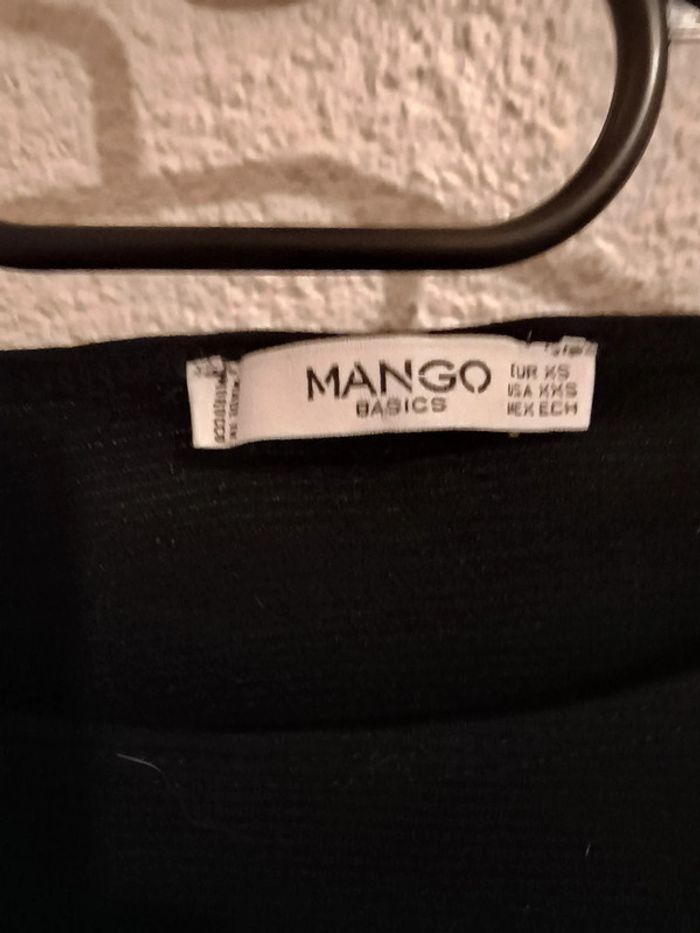 MANGO
BASICS
EUR XS
USA XXS
MEX ECH